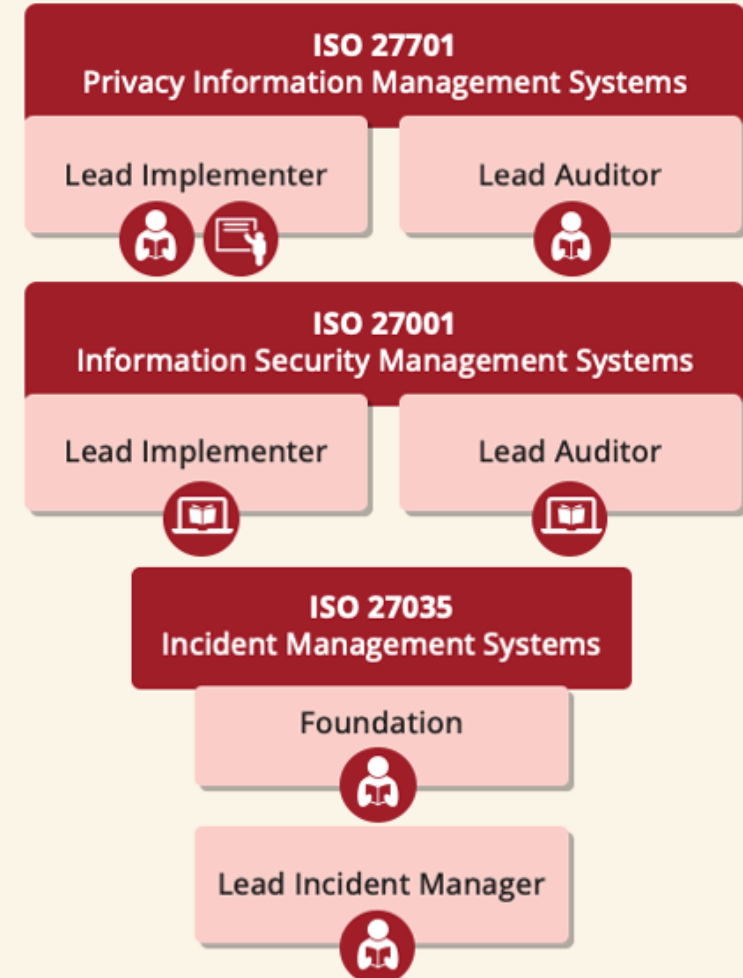 ISO 27701
Privacy Information Management Systems
Lead Implementer
Lead Auditor
ISO 27001
Information Security Management Systems
Lead Implementer
Lead Auditor
ISO 27035
Incident Management Systems
Foundation
Lead Incident Manager